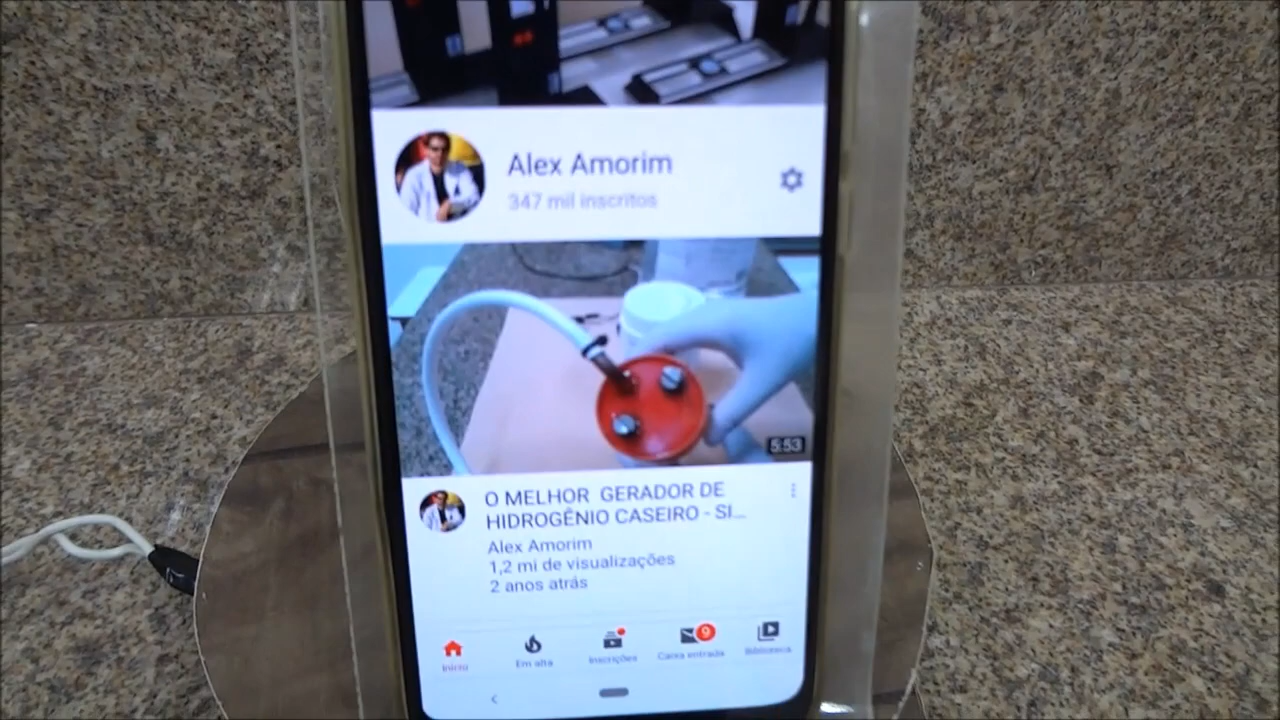 Alex Amorim
347 mil inscritos
5:53
O MELHOR GERADOR DE
HIDROGÊNIO CASEIRO - SI...
Alex Amorim
1,2 mi de visualizações
2 anos atrás
9
Início
Em alta
Inscrições
Caixa entrada
Biblioteca